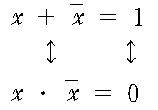 x + x̅ = 1
↕ ↕
x · x̅ = 0